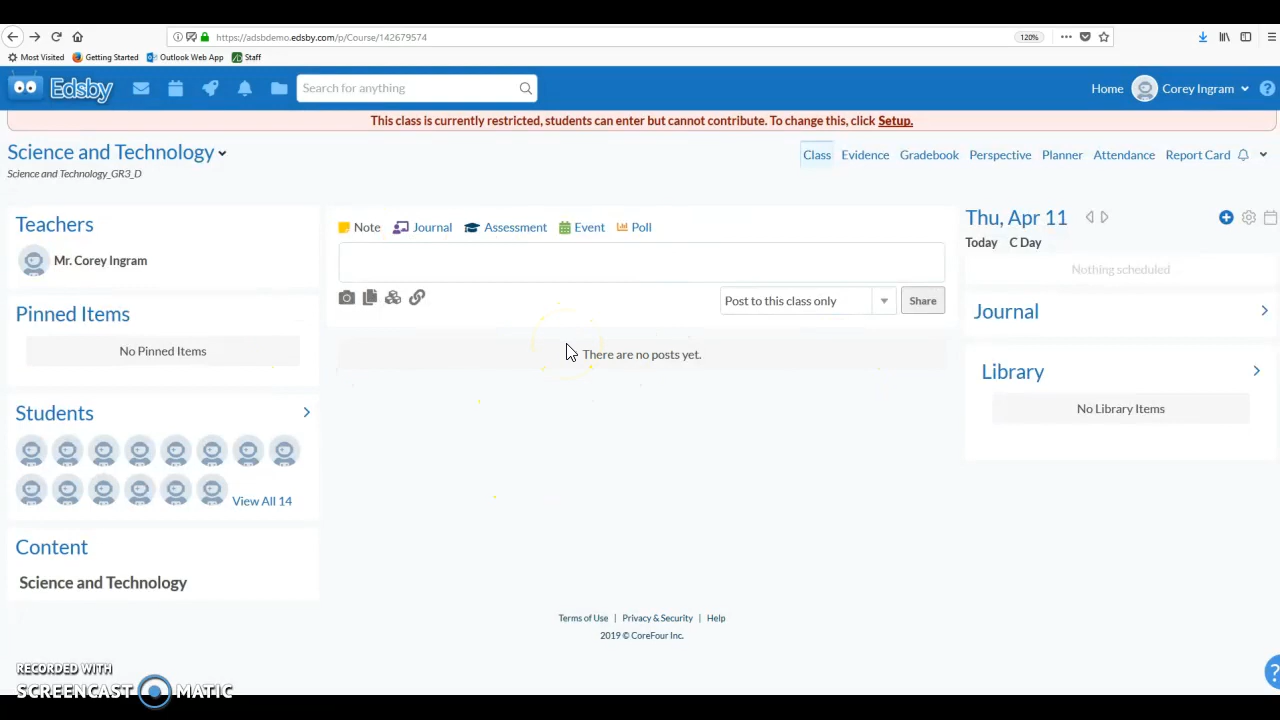 https://adsbdemo.edsby.com/p/Course/142679574
120%
Most Visited
Getting Started
Outlook Web App
Staff
Edsby
Search for anything
Home
Corey Ingram
?
This class is currently restricted, students can enter but cannot contribute. To change this, click Setup.
Science and Technology
Science and Technology_GR3_D
Class
Evidence
Gradebook
Perspective
Planner
Attendance
Report Card
Teachers
Mr. Corey Ingram
Pinned Items
No Pinned Items
Students
View All 14
Content
Science and Technology
Note
Journal
Assessment
Event
Poll
Post to this class only
Share
There are no posts yet.
Thu, Apr 11
Today C Day
Nothing scheduled
Journal
Library
No Library Items
Terms of Use | Privacy & Security | Help
2019 © CoreFour Inc.
?
RECORDED WITH
SCREENCAST MATIC